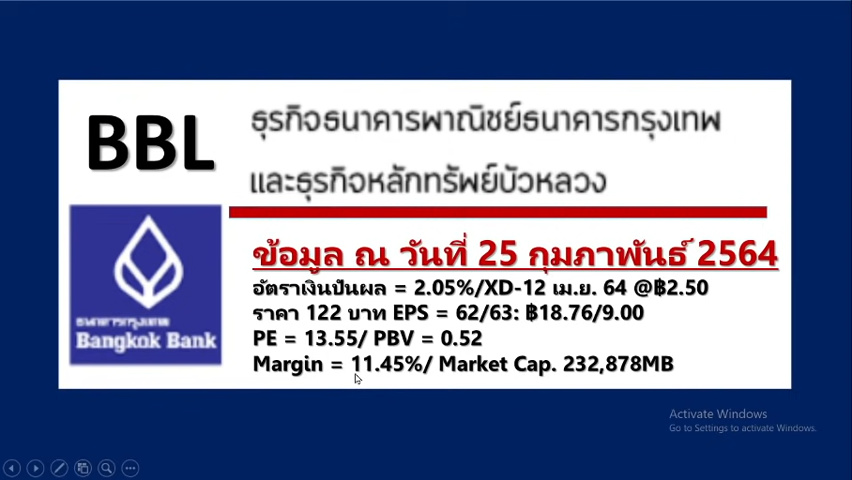 BBL
ธุรกิจธนาคารพาณิชย์ธนาคารกรุงเทพ
และธุรกิจหลักทรัพย์บัวหลวง
ธนาคารกรุงเทพ
Bangkok Bank
ข้อมูล ณ วันที่ 25 กุมภาพันธ์ 2564
อัตราเงินปันผล = 2.05%/XD-12 เม.ย. 64 @฿2.50
ราคา 122 บาท EPS = 62/63: ฿18.76/9.00
PE = 13.55/ PBV = 0.52
Margin = 11.45%/ Market Cap. 232,878MB
Activate Windows
Go to Settings to activate Windows.